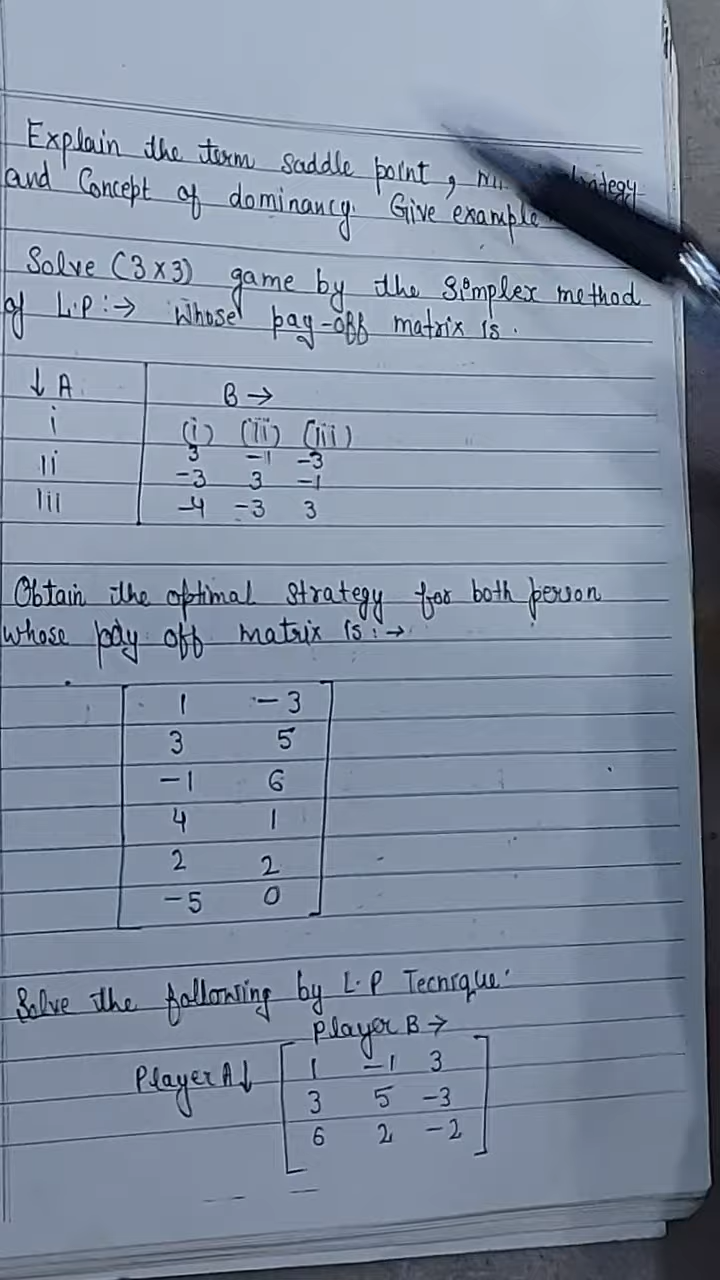 Explain the term saddle point,
and Concept of dominancy. Give example
Solve (3×3) game by the simplex method
of L.P:→ Whose pay-off matrix is.
↓ A B →
i (i) (ii) (iii)
3 -1 -3
ii -3 3 -1
iii -4 -3 3
Obtain the optimal strategy for both person
whose pay off matrix is:→
1 -3
3 5
-1 6
4 1
2 2
-5 0
Solve the following by L.P Tecnique.
Player B →
Player A↓ 1 -1 3
3 5 -3
6 2 -2